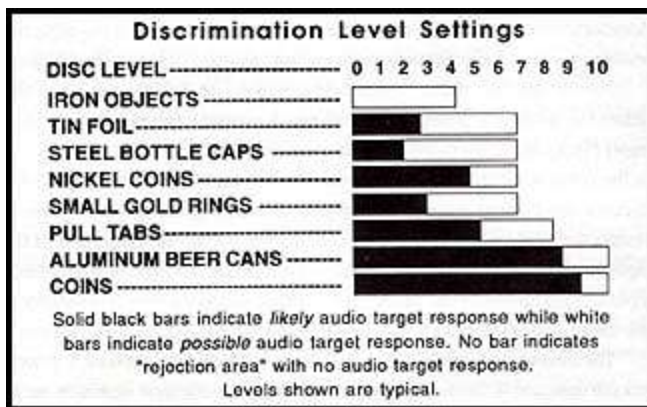 Discrimination Level Settings
DISC LEVEL ----------- 0 1 2 3 4 5 6 7 8 9 10
IRON OBJECTS ---------------
TIN FOIL---------------------
STEEL BOTTLE CAPS ---------
NICKEL COINS---------------
SMALL GOLD RINGS --------
PULL TABS-------------------
ALUMINUM BEER CANS ------
COINS -----------------------
Solid black bars indicate likely audio target response while white
bars indicate possible audio target response. No bar indicates
"rejection area" with no audio target response.
Levels shown are typical.